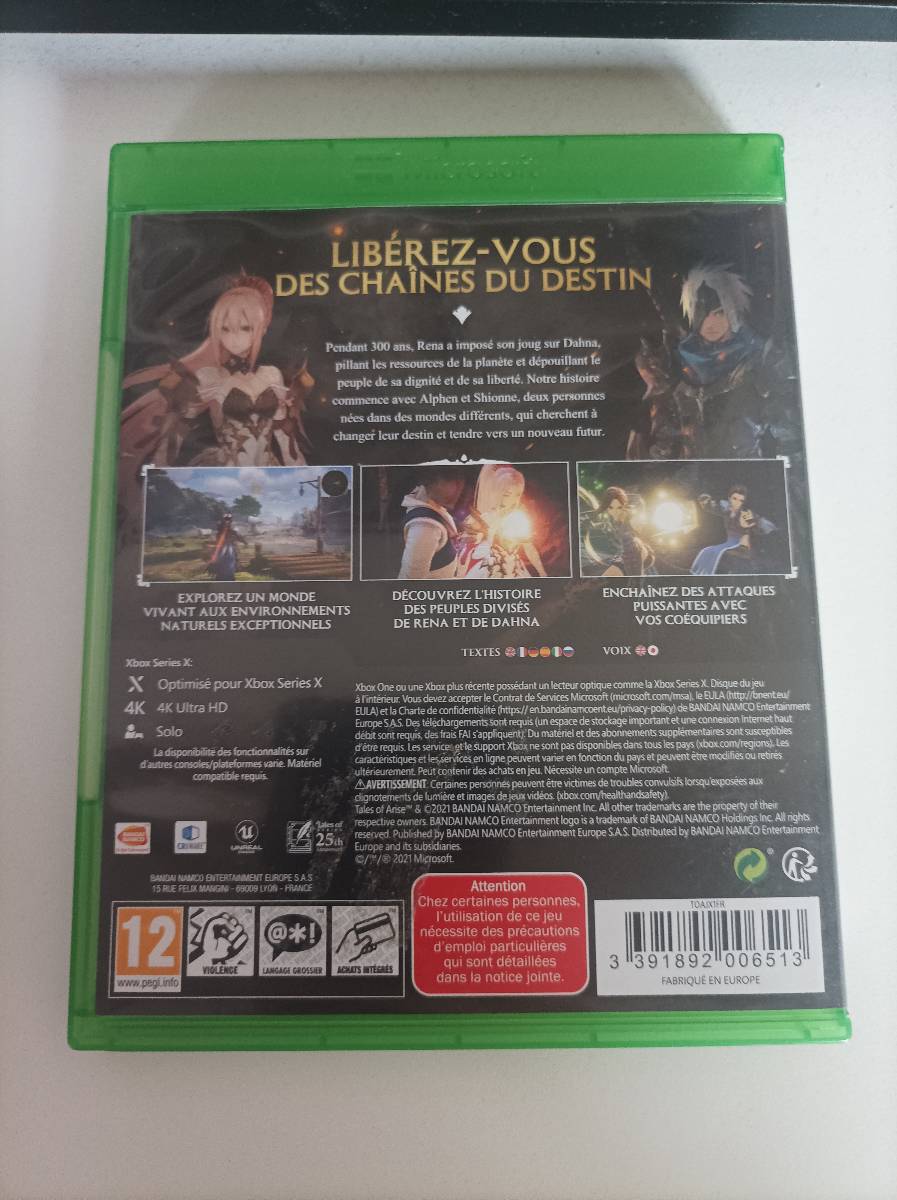 Microsoft
LIBÉREZ-VOUS
DES CHAÎNES DU DESTIN
Pendant 300 ans, Rena a imposé son joug sur Dahna,
pillant les ressources de la planète et dépouillant le
peuple de sa dignité et de sa liberté. Notre histoire
commence avec Alphen et Shionne, deux personnes
nées dans des mondes différents, qui cherchent à
changer leur destin et tendre vers un nouveau futur.
EXPLOREZ UN MONDE
VIVANT AUX ENVIRONNEMENTS
NATURELS EXCEPTIONNELS
DÉCOUVREZ L'HISTOIRE
DES PEUPLES DIVISÉS
DE RENA ET DE DAHNA
ENCHAÎNEZ DES ATTAQUES
PUISSANTES AVEC
VOS COÉQUIPIERS
TEXTES
VOIX
Xbox Series X:
X Optimisé pour Xbox Series X
4K 4K Ultra HD
Solo
La disponibilité des fonctionnalités sur
d'autres consoles/plateformes varie. Matériel
compatible requis.
Xbox One ou une Xbox plus récente possédant un lecteur optique comme la Xbox Series X. Disque du jeu
à l'intérieur. Vous devez accepter le Contrat de Services Microsoft (microsoft.com/msa), le EULA (http://bnent.eu/
EULA) et la Charte de confidentialité (https://en.bandainamcoent.eu/privacy-policy) de BANDAI NAMCO Entertainment
Europe S.A.S. Des téléchargements sont requis (un espace de stockage important et une connexion Internet haut
débit sont requis, des frais FAI s'appliquent). Du matériel et des abonnements supplémentaires sont susceptibles
d'être requis. Les services et le support Xbox ne sont pas disponibles dans tous les pays (xbox.com/regions). Les
caractéristiques et les services en ligne peuvent varier en fonction du pays et peuvent être modifiés ou retirés
ultérieurement. Peut contenir des achats en jeu. Nécessite un compte Microsoft.
⚠AVERTISSEMENT: Certaines personnes peuvent être victimes de troubles convulsifs lorsqu'exposées aux
clignotements de lumière et images de jeux vidéos. (xbox.com/healthandsafety).
Tales of Arise™ & ©2021 BANDAI NAMCO Entertainment Inc. All other trademarks are the property of their
respective owners. BANDAI NAMCO Entertainment logo is a trademark of BANDAI NAMCO Holdings Inc. All rights
reserved. Published by BANDAI NAMCO Entertainment Europe S.A.S. Distributed by BANDAI NAMCO Entertainment
Europe and its subsidiaries.
©/™/® 2021 Microsoft.
BANDAI NAMCO
CRIWARE
UNREAL
Tales of
25th
BANDAI NAMCO ENTERTAINMENT EUROPE S.A.S
15 RUE FELIX MANGINI - 69009 LYON - FRANCE
12
www.pegi.info
VIOLENCE
@*!
LANGAGE GROSSIER
ACHATS INTÉGRÉS
Attention
Chez certaines personnes,
l'utilisation de ce jeu
nécessite des précautions
d'emploi particulières
qui sont détaillées
dans la notice jointe.
TOAJX1FR
3 391892 006513
FABRIQUÉ EN EUROPE